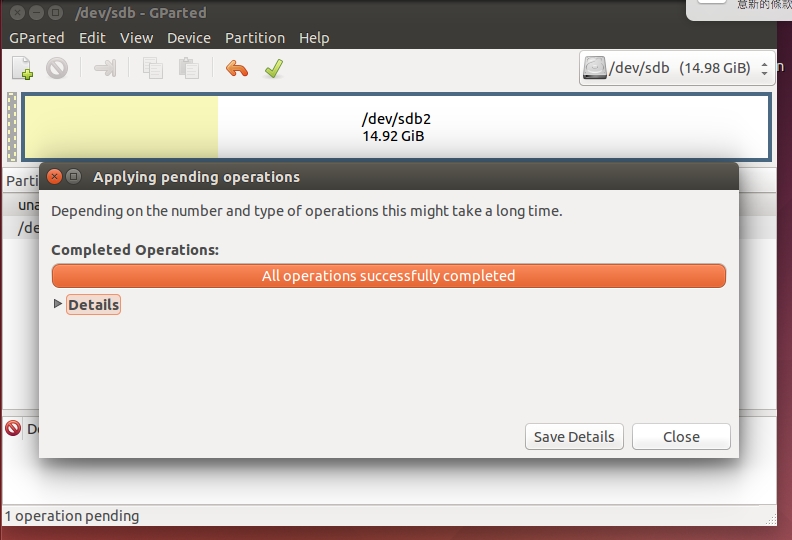 /dev/sdb - GParted
意新的條款
GParted Edit View Device Partition Help
/dev/sdb (14.98 GiB)
/dev/sdb2
14.92 GiB
Parti
Applying pending operations
una
Depending on the number and type of operations this might take a long time.
/de
Completed Operations:
All operations successfully completed
Details
Save Details
Close
1 operation pending